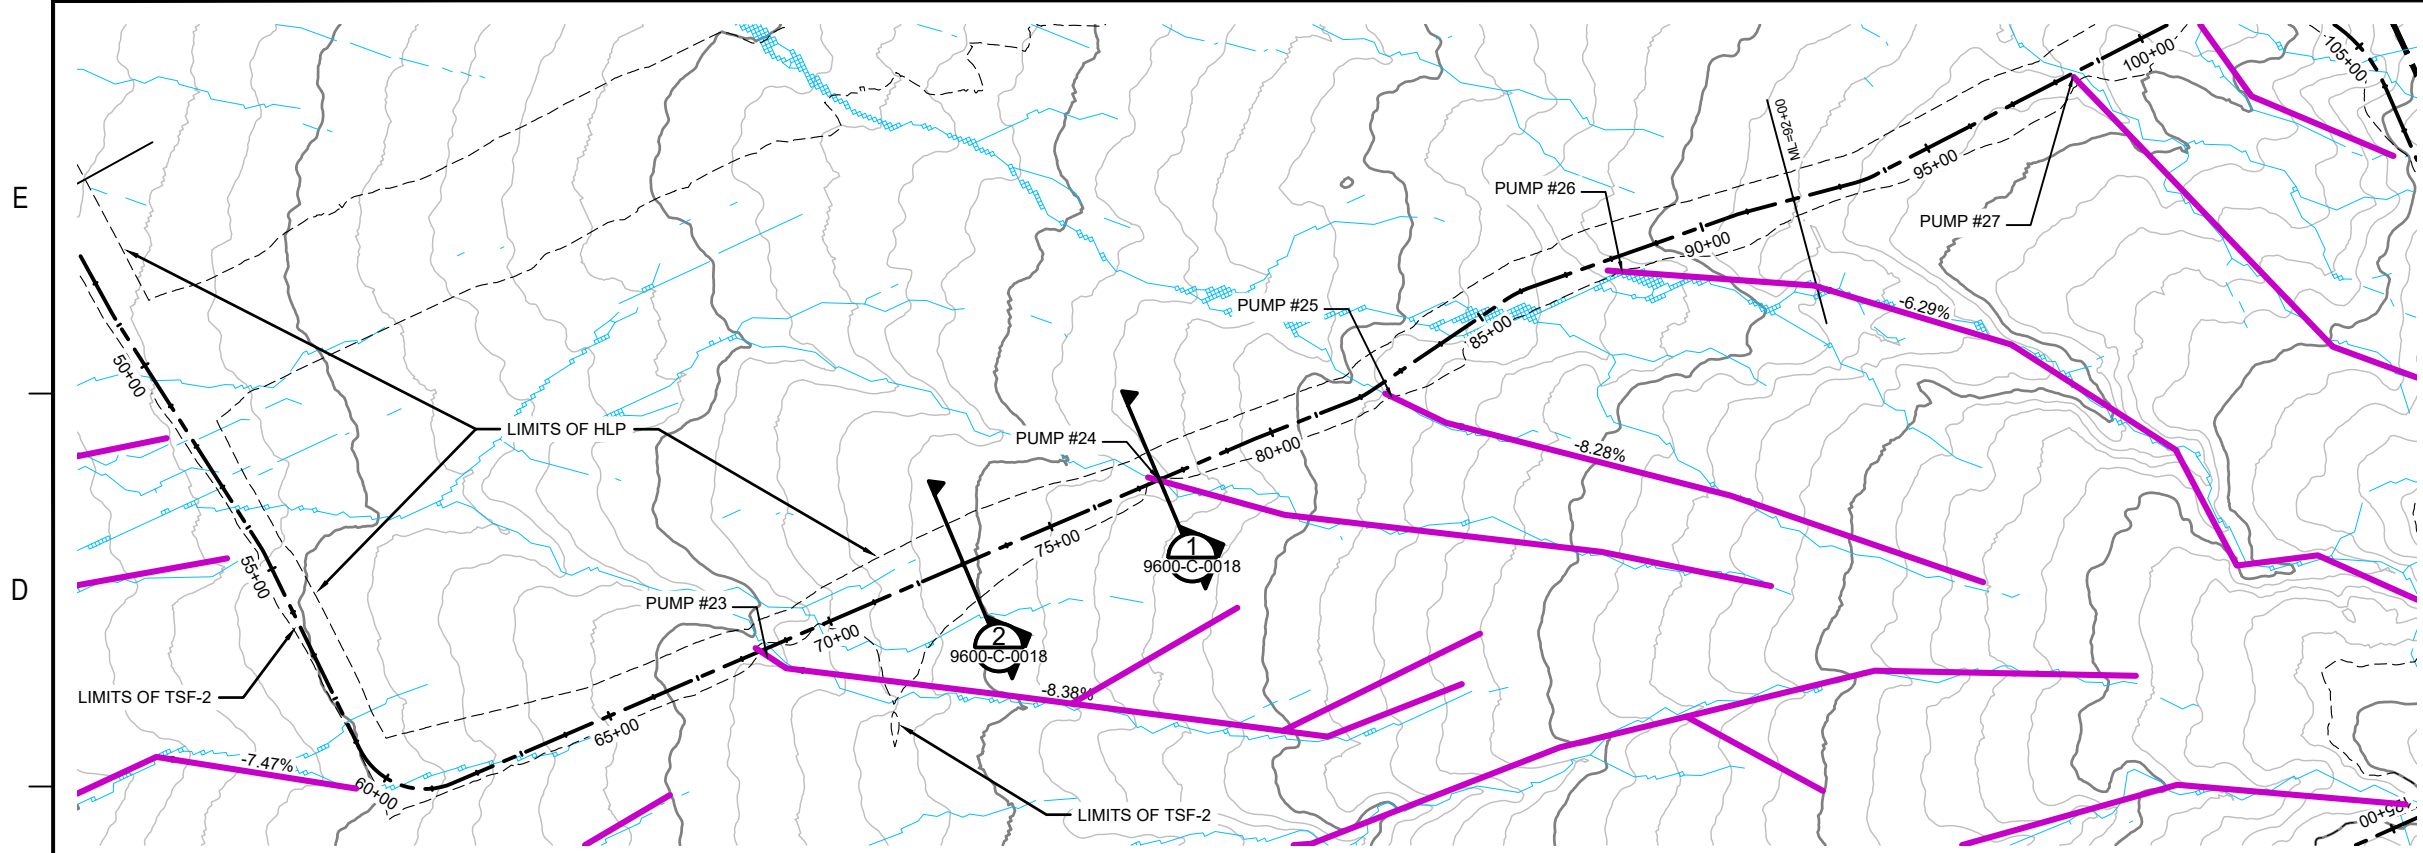 100+00
105+00
ML=92+00
E
PUMP #26
95+00
PUMP #27
90+00
PUMP #25
-6.29%
85+00
50+00
LIMITS OF HLP
PUMP #24
80+00
-8.28%
75+00
1
9600-C-0018
55+00
D
PUMP #23
70+00
2
9600-C-0018
LIMITS OF TSF-2
-8.38%
65+00
-7.47%
60+00
LIMITS OF TSF-2
125+00